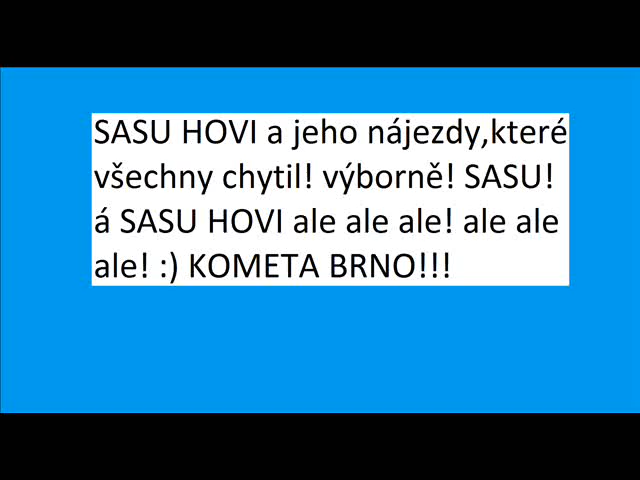 SASU HOVI a jeho nájezdy,které
všechny chytil! výborně! SASU!
á SASU HOVI ale ale ale! ale ale
ale! :) KOMETA BRNO!!!